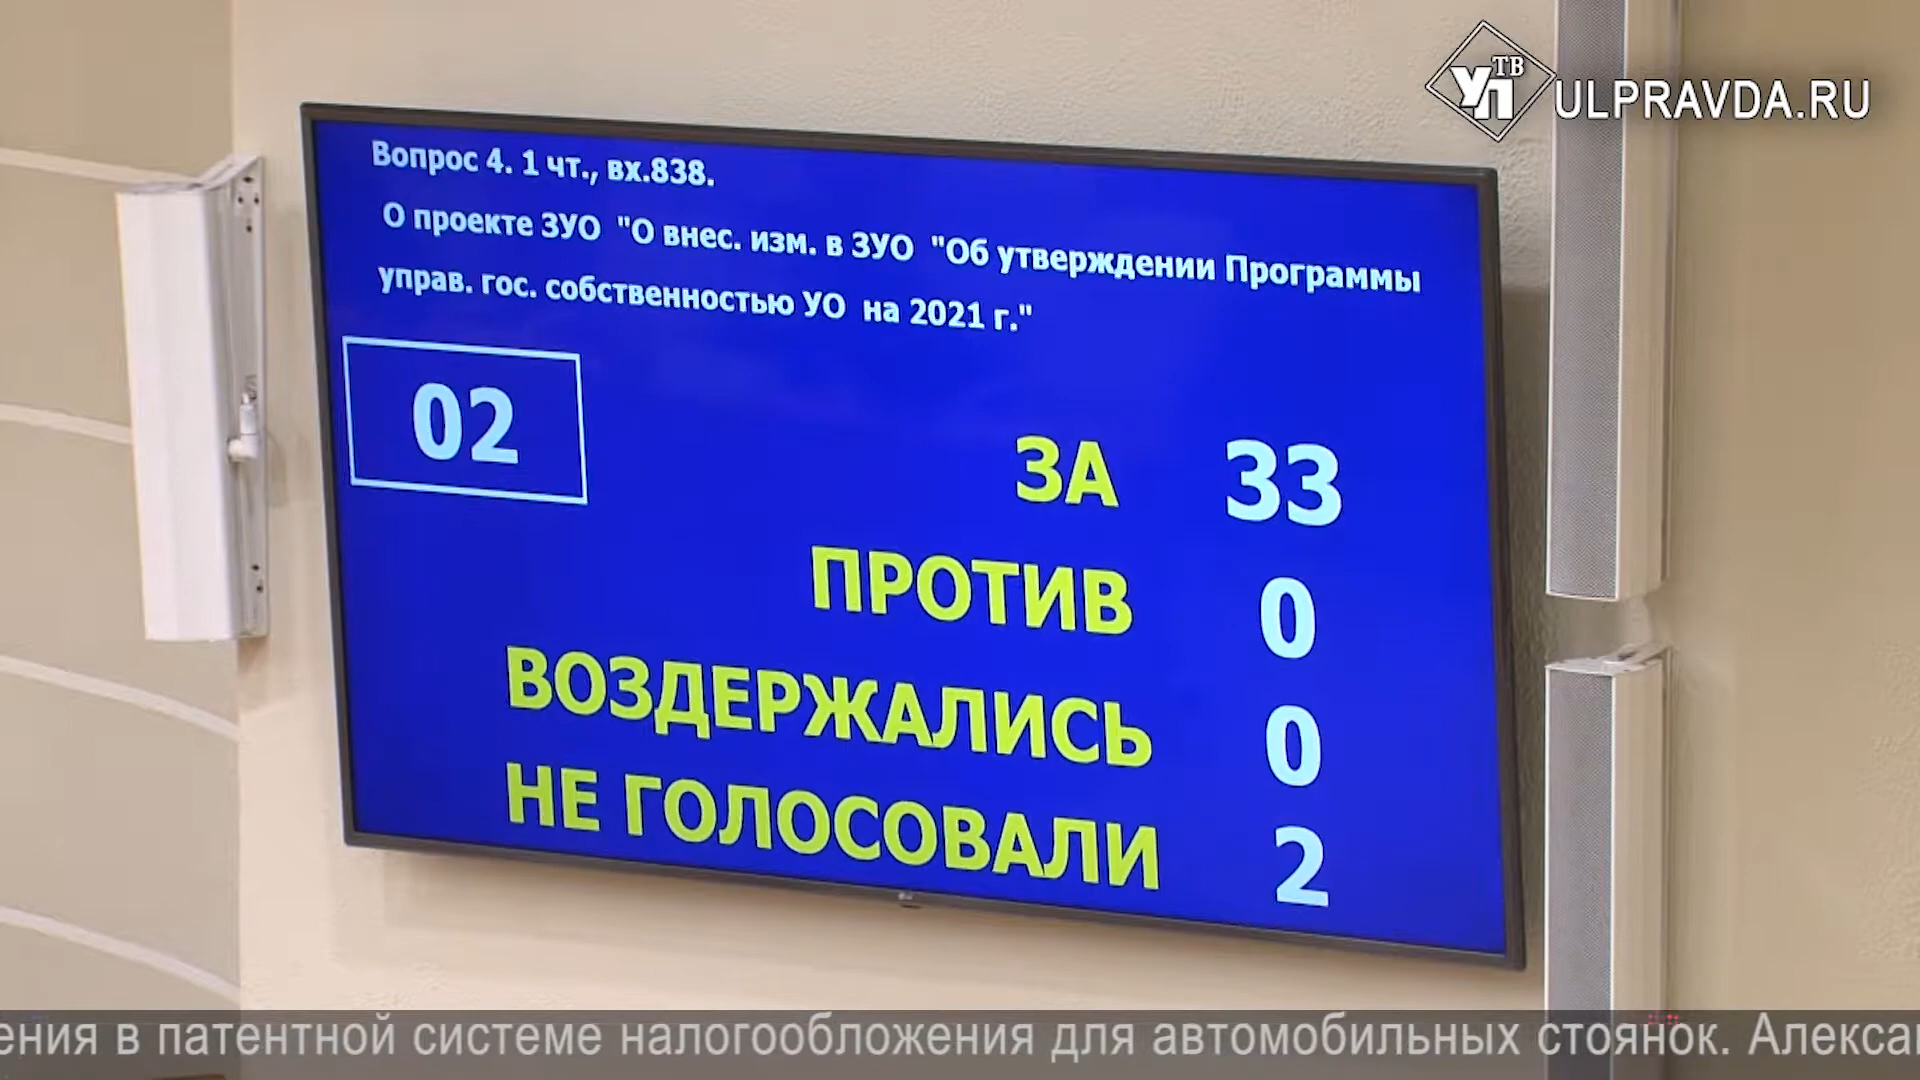 УП ТВ ULPRAVDA.RU
Вопрос 4. 1 чт., вх.838.
О проекте ЗУО "О внес. изм. в ЗУО "Об утверждении Программы
управ. гос. собственностью УО на 2021 г."
02
ЗА 33
ПРОТИВ 0
ВОЗДЕРЖАЛИСЬ 0
НЕ ГОЛОСОВАЛИ 2
ения в патентной системе налогообложения для автомобильных стоянок. Алекса